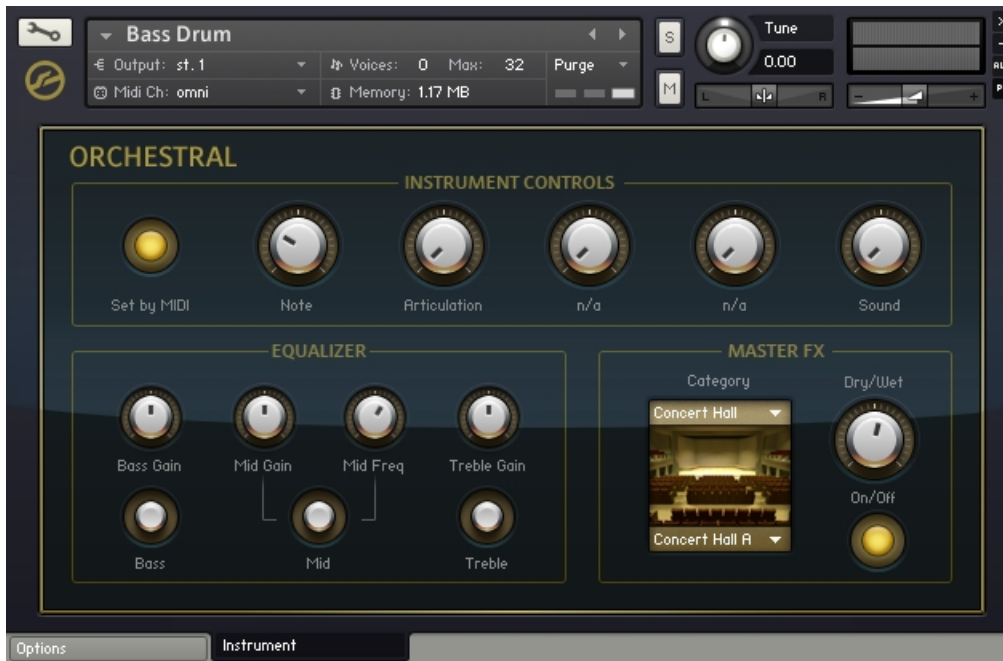 Bass Drum
S
Tune
Output: st.1
Voices: 0 Max: 32
Purge
0.00
Midi Ch: omni
Memory: 1.17 MB
M
L
R
ORCHESTRAL
INSTRUMENT CONTROLS
Set by MIDI
Note
Articulation
n/a
n/a
Sound
EQUALIZER
MASTER FX
Category
Dry/Wet
Concert Hall
Bass Gain
Mid Gain
Mid Freq
Treble Gain
On/Off
Concert Hall A
Bass
Mid
Treble
Options
Instrument